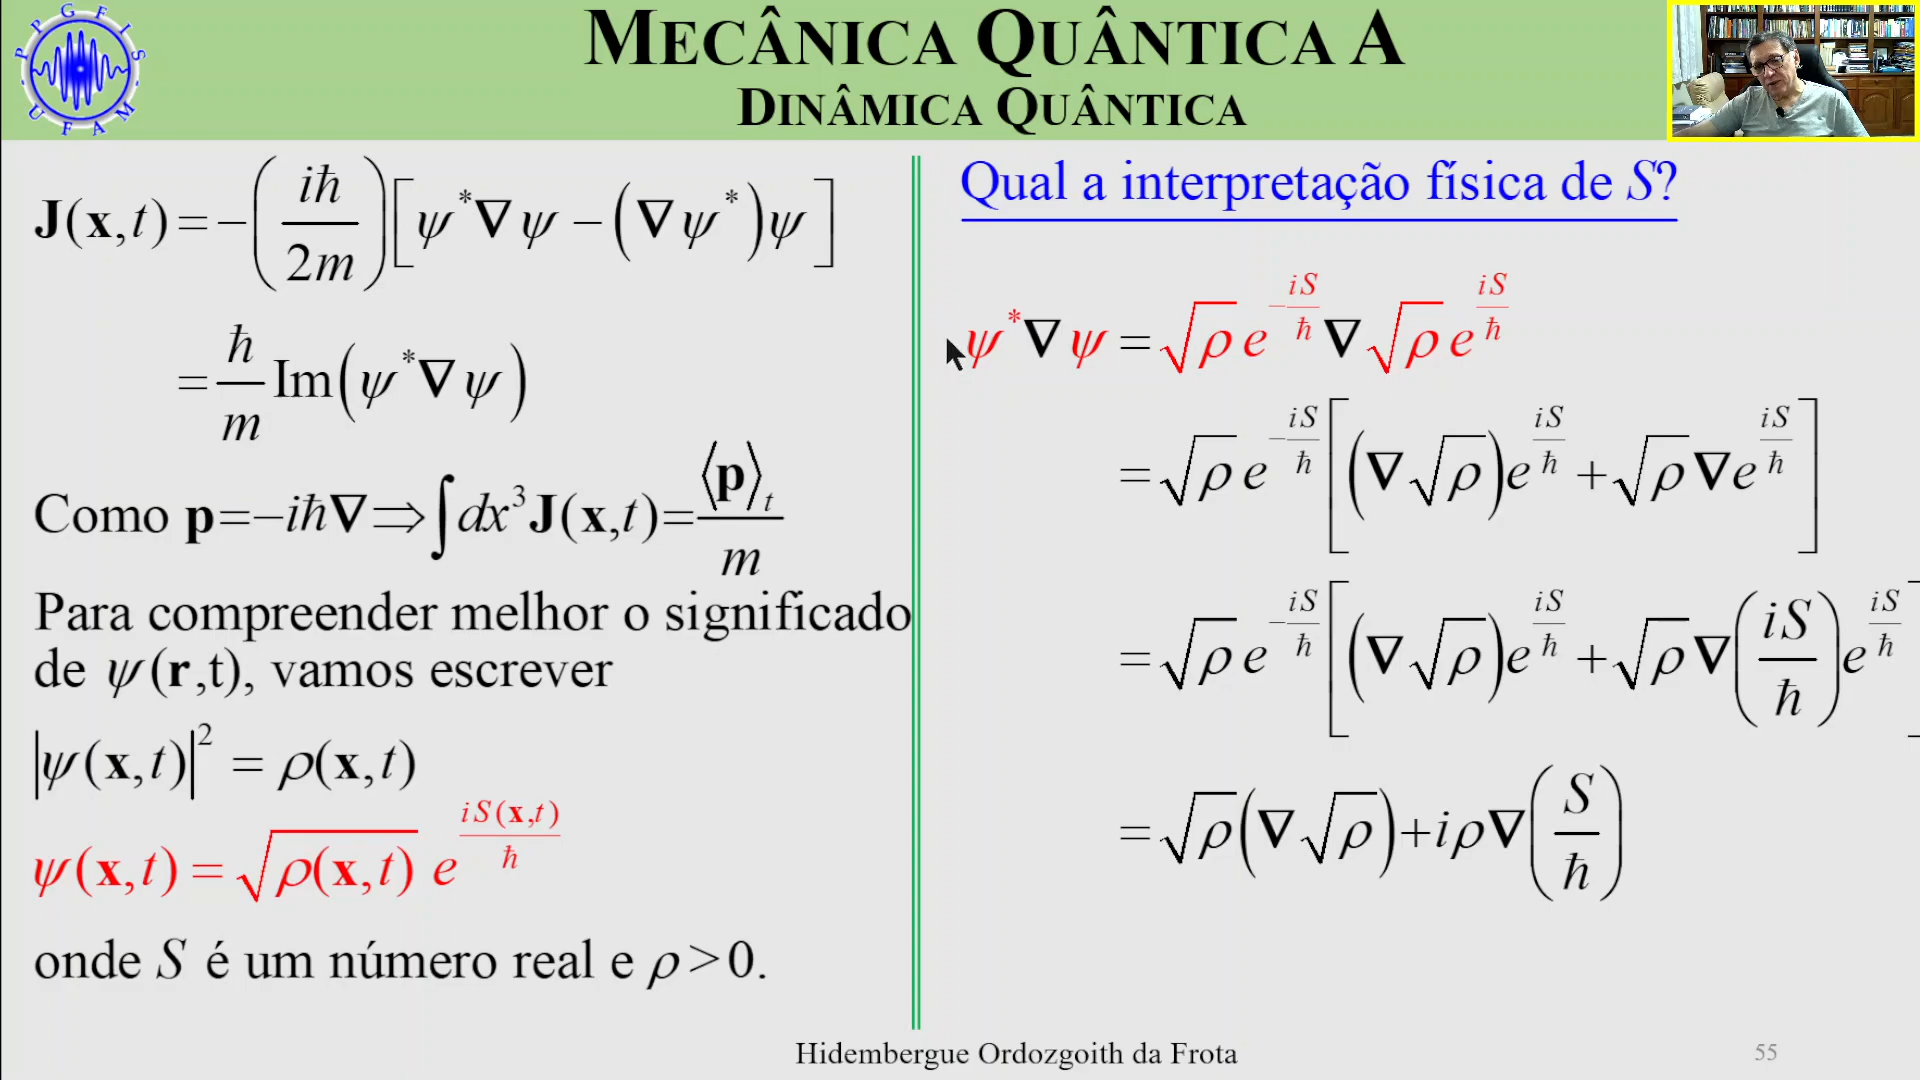 PPGFIS
UFAM
MECÂNICA QUÂNTICA A
DINÂMICA QUÂNTICA
J(x,t) = −(iħ/2m)[ψ*∇ψ − (∇ψ*)ψ]
= ħ/m Im(ψ*∇ψ)
Como p=−iħ∇⇒∫dx³J(x,t)=⟨p⟩ₜ/m
Para compreender melhor o significado
de ψ(r,t), vamos escrever
|ψ(x,t)|² = ρ(x,t)
ψ(x,t) = √ρ(x,t) e^(iS(x,t)/ħ)
onde S é um número real e ρ>0.
Qual a interpretação física de S?
ψ*∇ψ = √ρ e^(−iS/ħ) ∇√ρ e^(iS/ħ)
= √ρ e^(−iS/ħ) [(∇√ρ)e^(iS/ħ) + √ρ∇e^(iS/ħ)]
= √ρ e^(−iS/ħ) [(∇√ρ)e^(iS/ħ) + √ρ∇(iS/ħ)e^(iS/ħ)]
= √ρ(∇√ρ)+iρ∇(S/ħ)
Hidembergue Ordozgoith da Frota
55